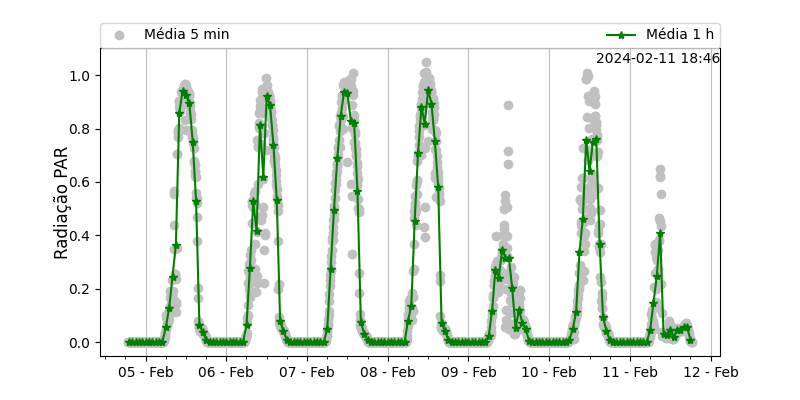 Média 5 min
Média 1 h
2024-02-11 18:46
Radiação PAR
1.0
0.8
0.6
0.4
0.2
0.0
05 - Feb
06 - Feb
07 - Feb
08 - Feb
09 - Feb
10 - Feb
11 - Feb
12 - Feb